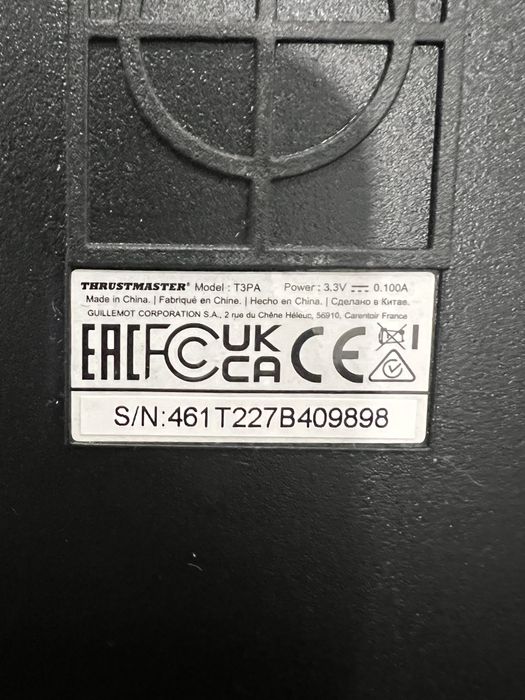 THRUSTMASTER® Model : T3PA Power : 3.3V ⎓ 0.100A
Made in China. | Fabriqué en Chine. | Hecho en China. | Сделано в Китае.
GUILLEMOT CORPORATION S.A., 2 rue du Chêne Héleuc, 56910, Carentoir France
EAC FC UK CA CE
S/N:461T227B409898